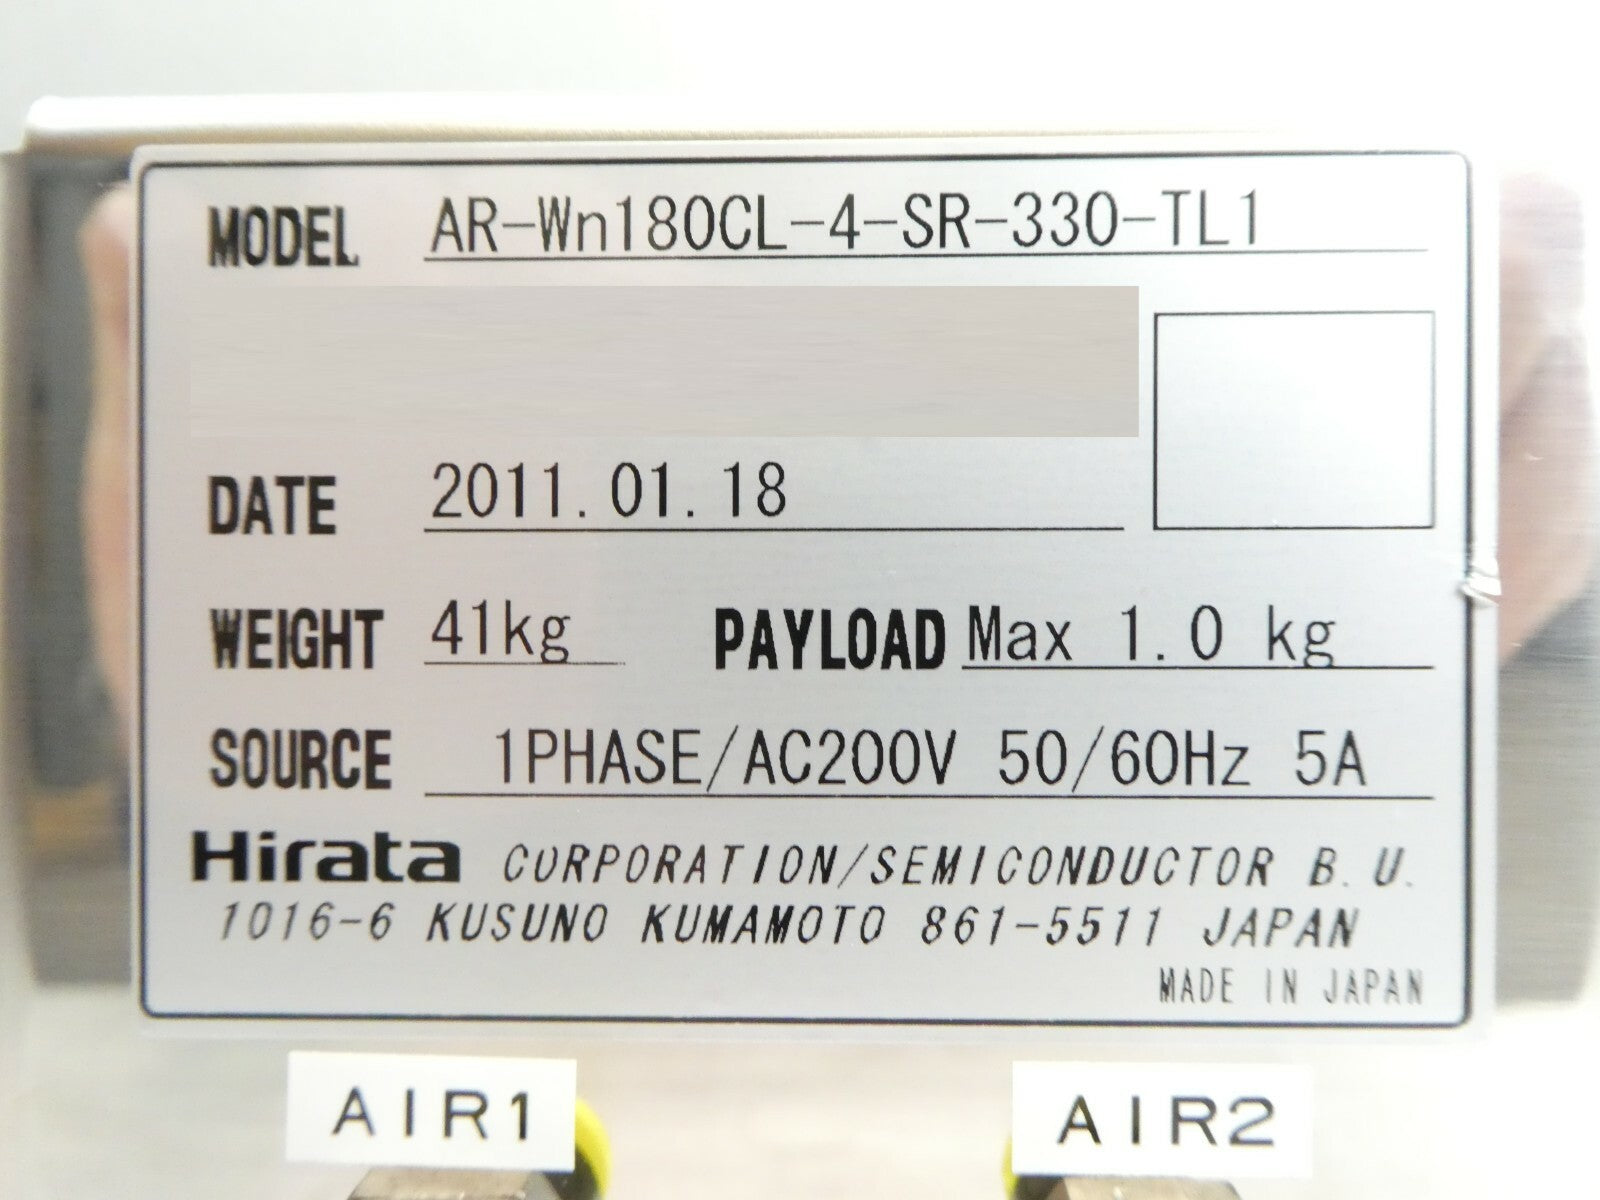 MODEL AR-Wn180CL-4-SR-330-TL1
DATE 2011.01.18
WEIGHT 41kg PAYLOAD Max 1.0 kg
SOURCE 1PHASE/AC200V 50/60Hz 5A
Hirata CORPORATION/SEMICONDUCTOR B.U.
1016-6 KUSUNO KUMAMOTO 861-5511 JAPAN
MADE IN JAPAN
AIR1 AIR2